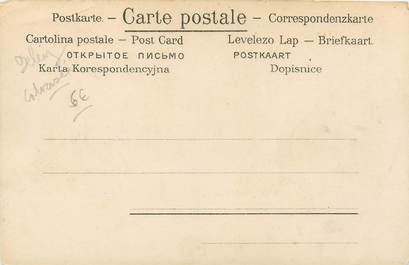 Postkarte. – Carte postale – Correspondenzkarte
Cartolina postale – Post Card Levelezo Lap – Briefkaart.
ОТКРЫТОЕ ПИСЬМО POSTKAART
Karta Korespondencyjna Dopisnice
6€